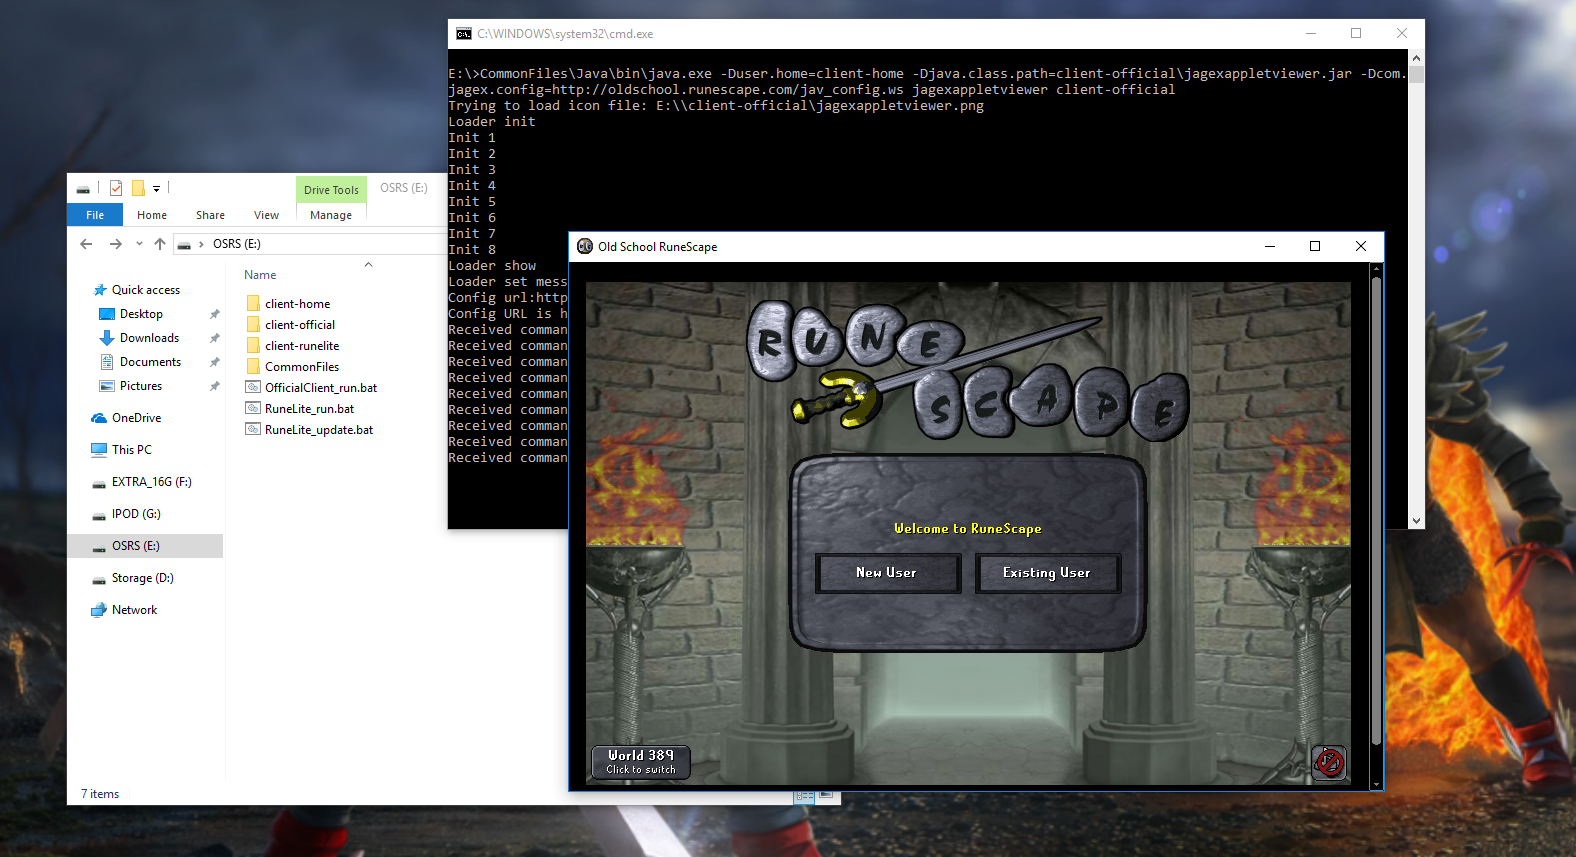 C:\WINDOWS\system32\cmd.exe
E:\>CommonFiles\Java\bin\java.exe -Duser.home=client-home -Djava.class.path=client-official\jagexappletviewer.jar -Dcom.
jagex.config=http://oldschool.runescape.com/jav_config.ws jagexappletviewer client-official
Trying to load icon file: E:\\client-official\jagexappletviewer.png
Loader init
Init 1
Init 2
Init 3
Init 4
Init 5
Init 6
Init 7
Init 8
Loader show
Loader set mess
Config url:http
Config URL is h
Received comman
Received comman
Received comman
Received comman
Received comman
Received comman
Received comman
Received comman
Received comman
Drive Tools
OSRS (E:)
File
Home
Share
View
Manage
OSRS (E:)
Name
Quick access
Desktop
Downloads
Documents
Pictures
OneDrive
This PC
EXTRA_16G (F:)
IPOD (G:)
OSRS (E:)
Storage (D:)
Network
client-home
client-official
client-runelite
CommonFiles
OfficialClient_run.bat
RuneLite_run.bat
RuneLite_update.bat
7 items
Old School RuneScape
RUNE
SCAPE
Welcome to RuneScape
New User
Existing User
World 389
Click to switch